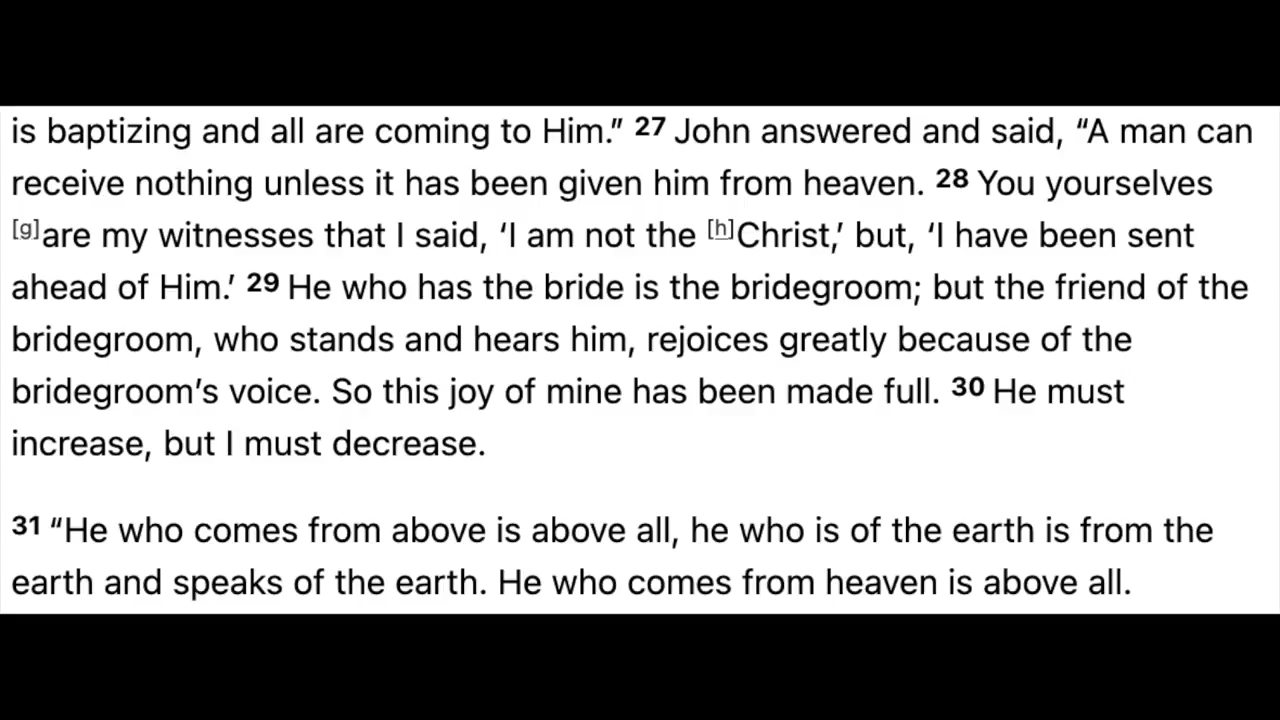 is baptizing and all are coming to Him.” 27 John answered and said, “A man can
receive nothing unless it has been given him from heaven. 28 You yourselves
[g]are my witnesses that I said, ‘I am not the [h]Christ,’ but, ‘I have been sent
ahead of Him.’ 29 He who has the bride is the bridegroom; but the friend of the
bridegroom, who stands and hears him, rejoices greatly because of the
bridegroom’s voice. So this joy of mine has been made full. 30 He must
increase, but I must decrease.
31 “He who comes from above is above all, he who is of the earth is from the
earth and speaks of the earth. He who comes from heaven is above all.